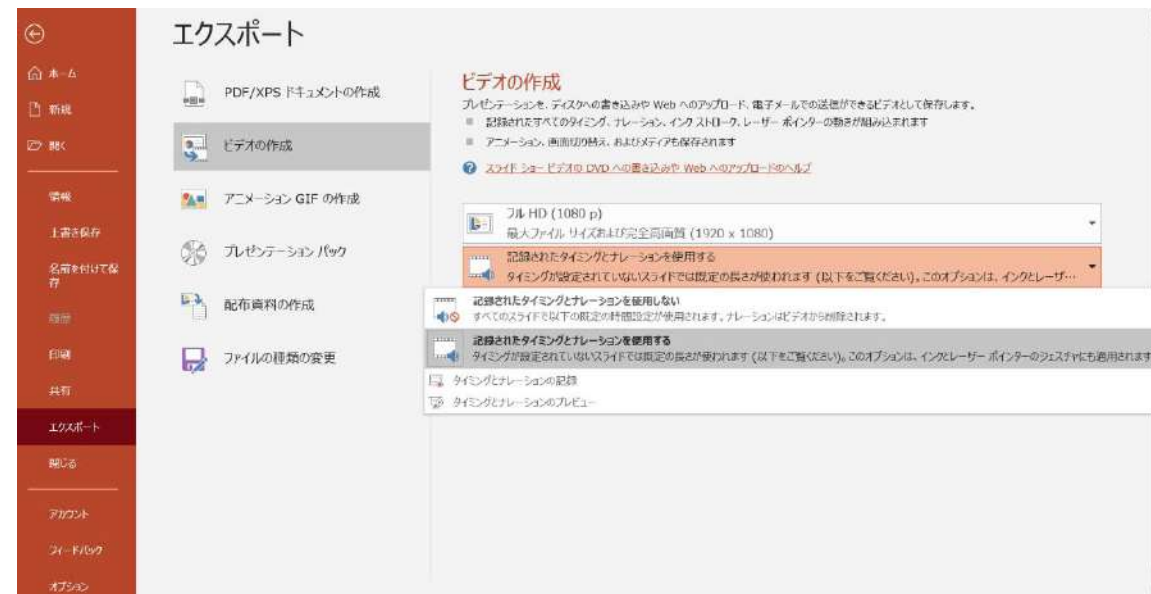 エクスポート
ホーム
新規
開く
情報
上書き保存
名前を付けて保
存
履歴
印刷
共有
エクスポート
閉じる
アカウント
フィードバック
オプション
PDF/XPS ドキュメントの作成
ビデオの作成
アニメーション GIF の作成
プレゼンテーション パック
配布資料の作成
ファイルの種類の変更
ビデオの作成
プレゼンテーションを、ディスクへの書き込みや Web へのアップロード、電子メールでの送信ができるビデオとして保存します。
記録されたすべてのタイミング、ナレーション、インク ストローク、レーザー ポインターの動きが組み込まれます
アニメーション、画面切り替え、およびメディアも保存されます
スライド ショー ビデオの DVD への書き込みや Web へのアップロードのヘルプ
フル HD (1080 p)
最大ファイル サイズおよび完全高画質 (1920 x 1080)
記録されたタイミングとナレーションを使用する
タイミングが設定されていないスライドでは既定の長さが使われます (以下をご覧ください)。このオプションは、インクとレーザ…
記録されたタイミングとナレーションを使用しない
すべてのスライドで以下の既定の時間設定が使用されます。ナレーションはビデオから削除されます。
記録されたタイミングとナレーションを使用する
タイミングが設定されていないスライドでは既定の長さが使われます (以下をご覧ください)。このオプションは、インクとレーザー ポインターのジェスチャにも適用されます
タイミングとナレーションの記録
タイミングとナレーションのプレビュー